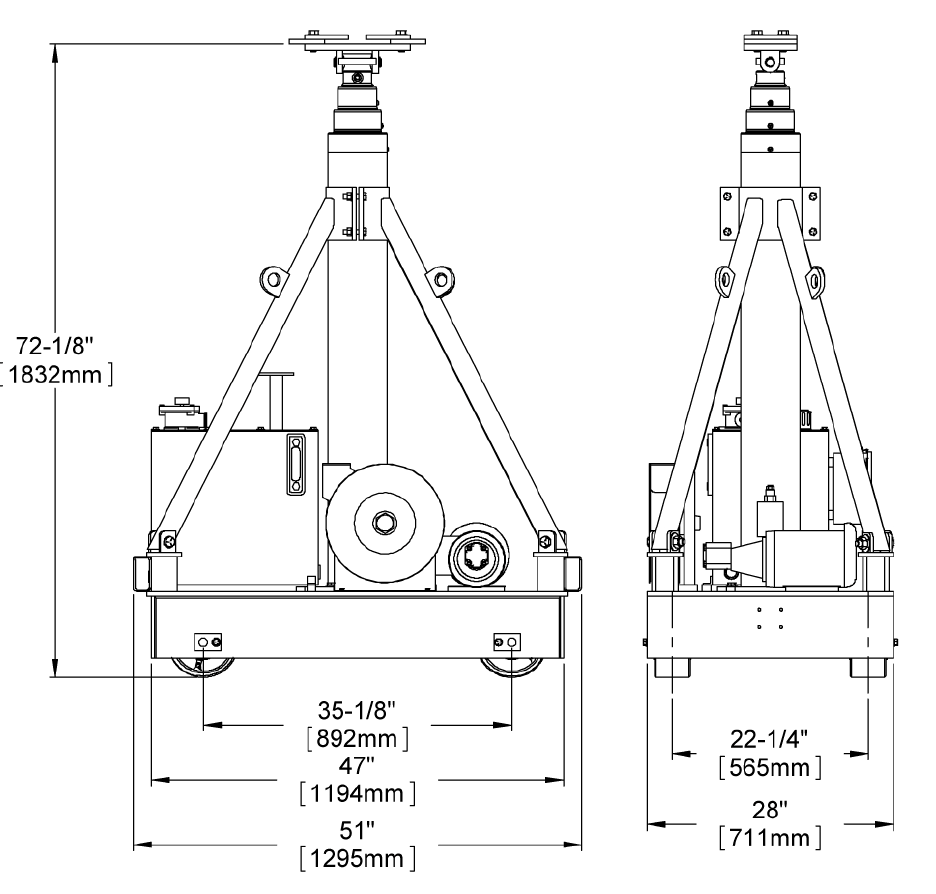 72-1/8"
[1832mm]
35-1/8"
[892mm]
47"
[1194mm]
51"
[1295mm]
22-1/4"
[565mm]
28"
[711mm]